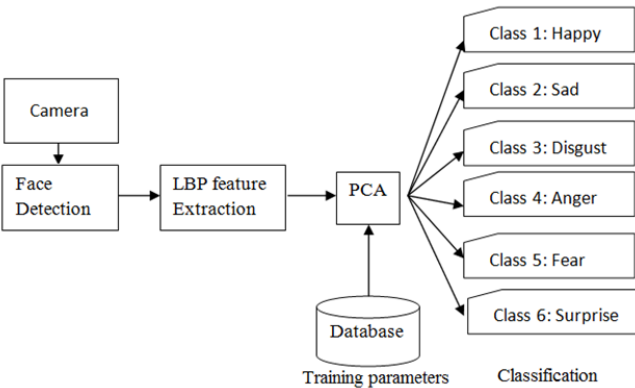 Camera
Face
Detection
LBP feature
Extraction
PCA
Database
Training parameters
Class 1: Happy
Class 2: Sad
Class 3: Disgust
Class 4: Anger
Class 5: Fear
Class 6: Surprise
Classification